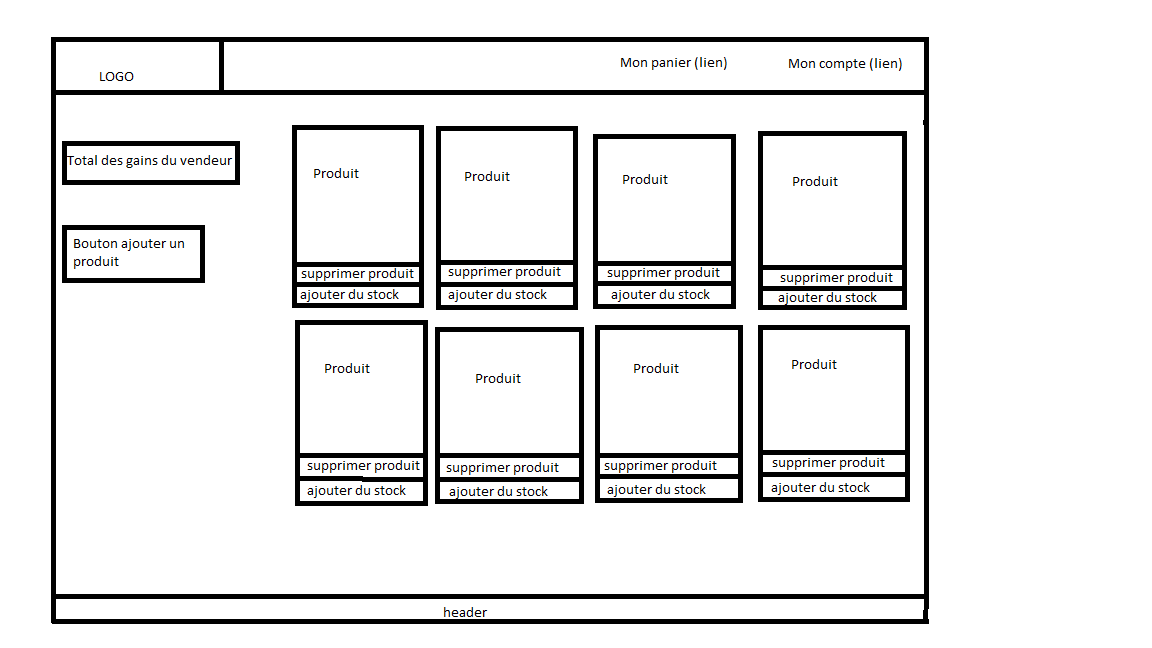 LOGO
Mon panier (lien)
Mon compte (lien)
Total des gains du vendeur
Bouton ajouter un
produit
Produit
Produit
Produit
Produit
supprimer produit
supprimer produit
supprimer produit
supprimer produit
ajouter du stock
ajouter du stock
ajouter du stock
ajouter du stock
Produit
Produit
Produit
Produit
supprimer produit
supprimer produit
supprimer produit
supprimer produit
ajouter du stock
ajouter du stock
ajouter du stock
ajouter du stock
header